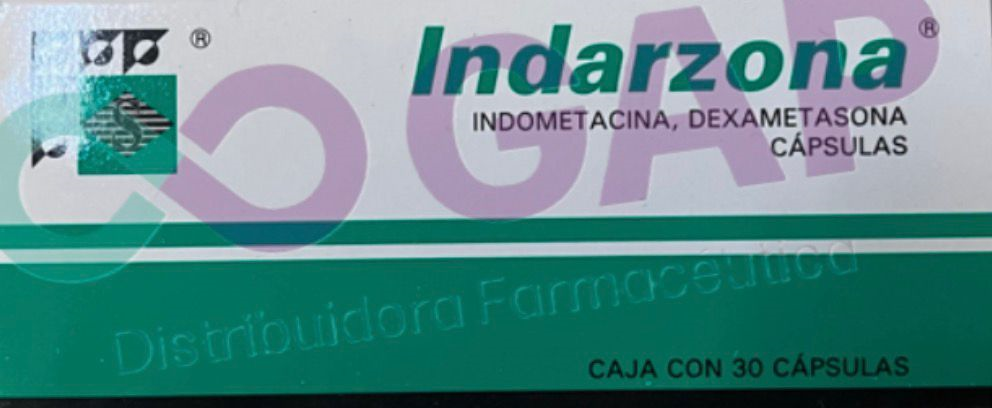 ®
Indarzona®
INDOMETACINA, DEXAMETASONA
CÁPSULAS
GAP
Distribuidora Farmacéutica
CAJA CON 30 CÁPSULAS